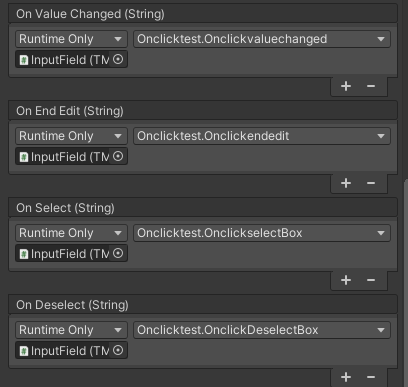 On Value Changed (String)
Runtime Only Onclicktest.Onclickvaluechanged
# InputField (TM
+ −
On End Edit (String)
Runtime Only Onclicktest.Onclickendedit
# InputField (TM
+ −
On Select (String)
Runtime Only Onclicktest.OnclickselectBox
# InputField (TM
+ −
On Deselect (String)
Runtime Only Onclicktest.OnclickDeselectBox
# InputField (TM
+ −